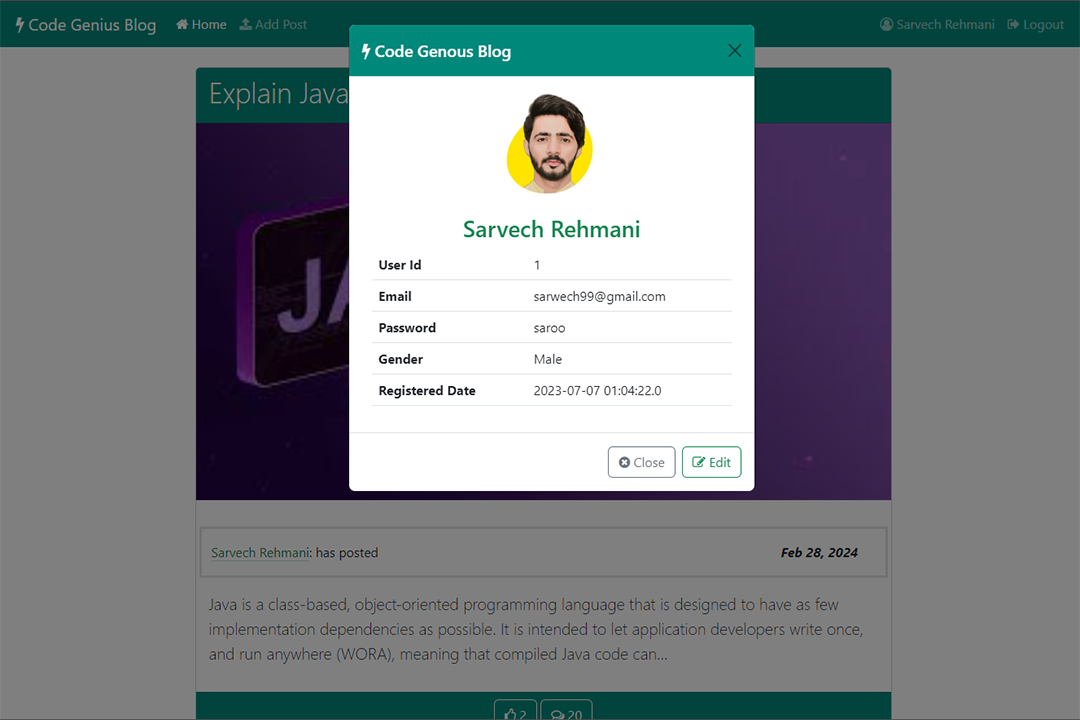 Code Genius Blog Home Add Post Sarvech Rehmani Logout
Code Genous Blog
Explain Java
Sarvech Rehmani
User Id 1
Email sarwech99@gmail.com
Password saroo
Gender Male
Registered Date 2023-07-07 01:04:22.0
Close Edit
Sarvech Rehmani: has posted Feb 28, 2024
Java is a class-based, object-oriented programming language that is designed to have as few
implementation dependencies as possible. It is intended to let application developers write once,
and run anywhere (WORA), meaning that compiled Java code can...
2 20